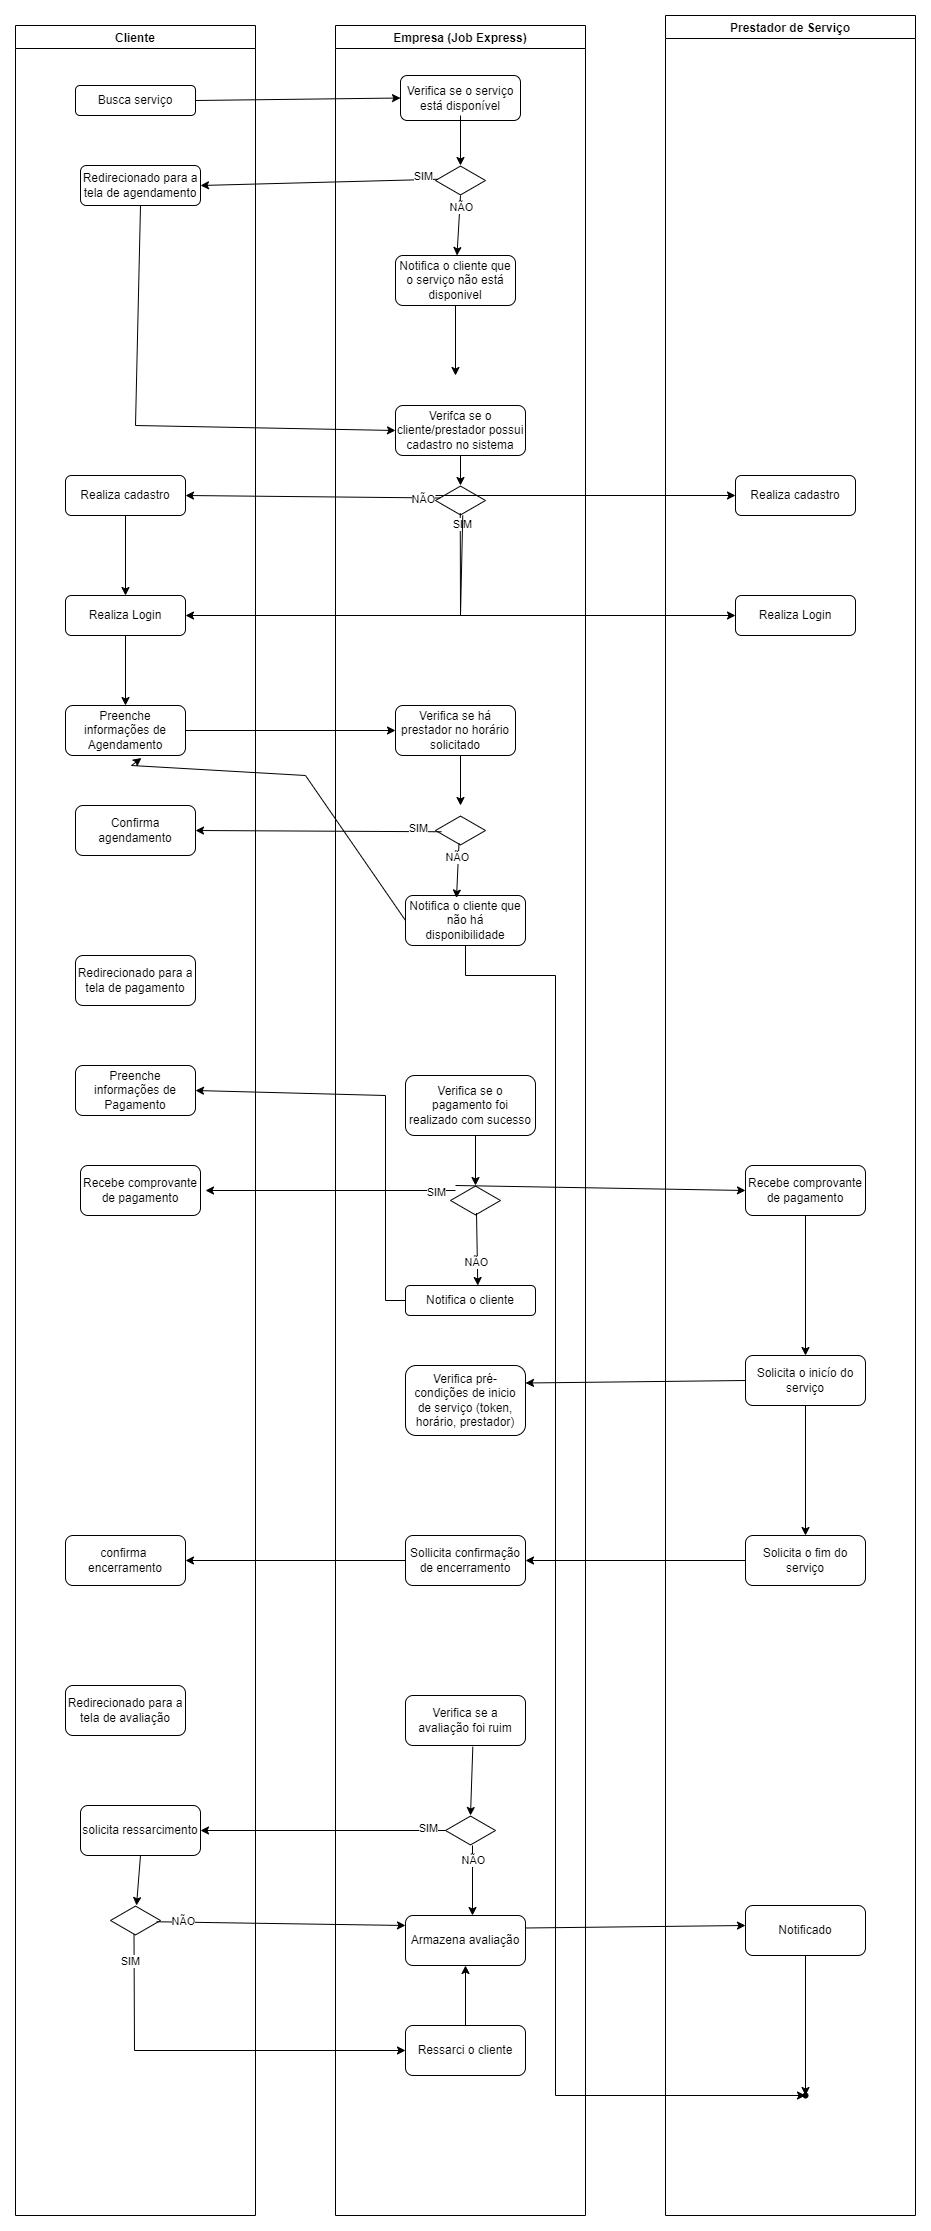 Cliente
Empresa (Job Express)
Prestador de Serviço
Busca serviço
Verifica se o serviço
está disponível
Redirecionado para a
tela de agendamento
SIM
NÃO
Notifica o cliente que
o serviço não está
disponivel
Verifca se o
cliente/prestador possui
cadastro no sistema
Realiza cadastro
NÃO
Realiza cadastro
SIM
Realiza Login
Realiza Login
Preenche
informações de
Agendamento
Verifica se há
prestador no horário
solicitado
Confirma
agendamento
SIM
NÃO
Notifica o cliente que
não há
disponibilidade
Redirecionado para a
tela de pagamento
Preenche
informações de
Pagamento
Verifica se o
pagamento foi
realizado com sucesso
Recebe comprovante
de pagamento
SIM
Recebe comprovante
de pagamento
NÃO
Notifica o cliente
Verifica pré-
condições de inicio
de serviço (token,
horário, prestador)
Solicita o inicío do
serviço
confirma
encerramento
Sollicita confirmação
de encerramento
Solicita o fim do
serviço
Redirecionado para a
tela de avaliação
Verifica se a
avaliação foi ruim
solicita ressarcimento
SIM
NÃO
NÃO
SIM
Armazena avaliação
Notificado
Ressarci o cliente